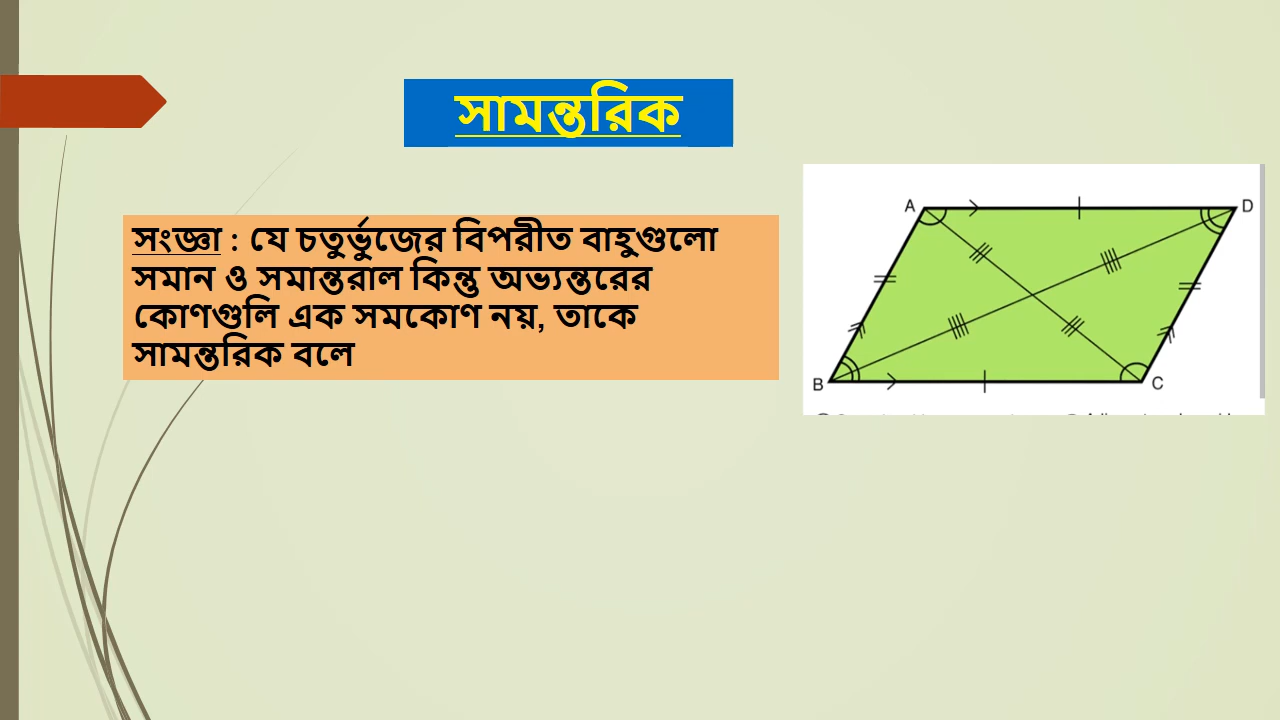 সামন্তরিক
সংজ্ঞা : যে চতুর্ভুজের বিপরীত বাহুগুলো
সমান ও সমান্তরাল কিন্তু অভ্যন্তরের
কোণগুলি এক সমকোণ নয়, তাকে
সামন্তরিক বলে
A
D
B
C